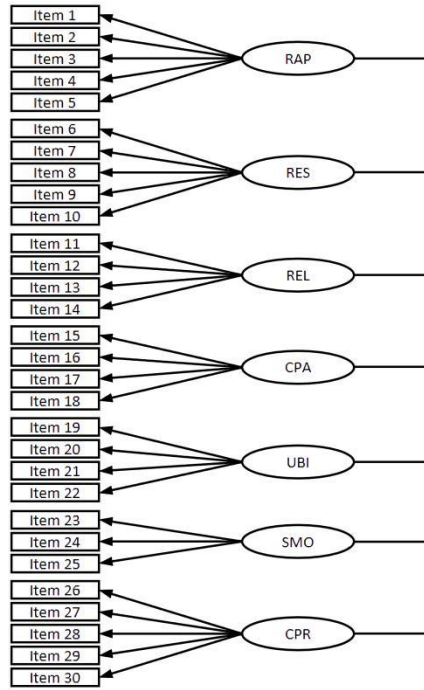 Item 1
Item 2
Item 3
Item 4
Item 5
RAP
Item 6
Item 7
Item 8
Item 9
Item 10
RES
Item 11
Item 12
Item 13
Item 14
REL
Item 15
Item 16
Item 17
Item 18
CPA
Item 19
Item 20
Item 21
Item 22
UBI
Item 23
Item 24
Item 25
SMO
Item 26
Item 27
Item 28
Item 29
Item 30
CPR